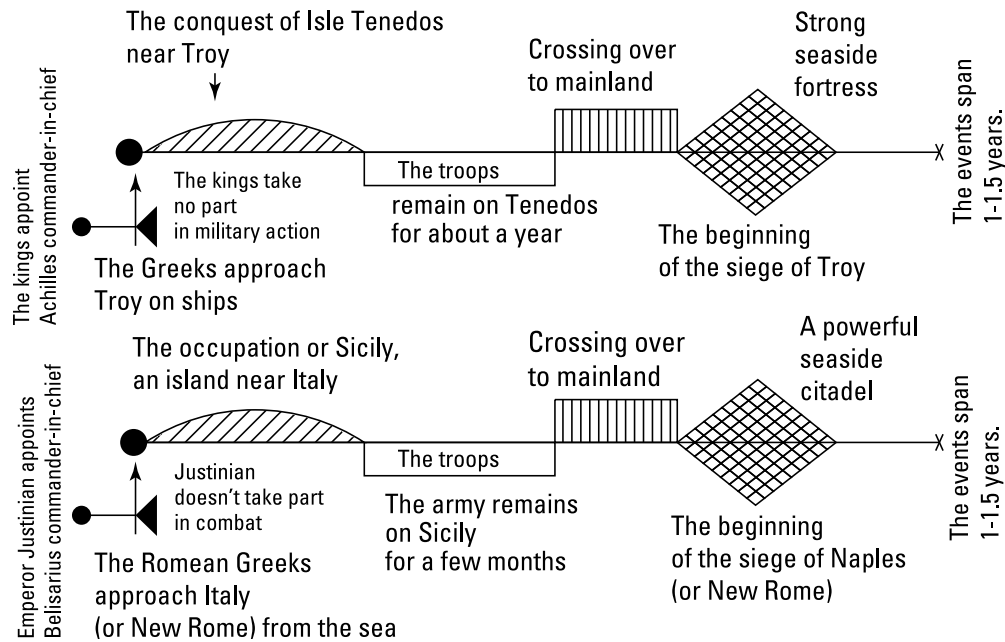 The conquest of Isle Tenedos
near Troy
Crossing over
to mainland
Strong
seaside
fortress
The kings appoint
Achilles commander-in-chief
The kings take
no part
in military action
The troops
remain on Tenedos
for about a year
The Greeks approach
Troy on ships
The beginning
of the siege of Troy
The events span
1-1.5 years.
The occupation or Sicily,
an island near Italy
Crossing over
to mainland
A powerful
seaside
citadel
Emperor Justinian appoints
Belisarius commander-in-chief
Justinian
doesn't take part
in combat
The troops
The army remains
on Sicily
for a few months
The Romean Greeks
approach Italy
(or New Rome) from the sea
The beginning
of the siege of Naples
(or New Rome)
The events span
1-1.5 years.